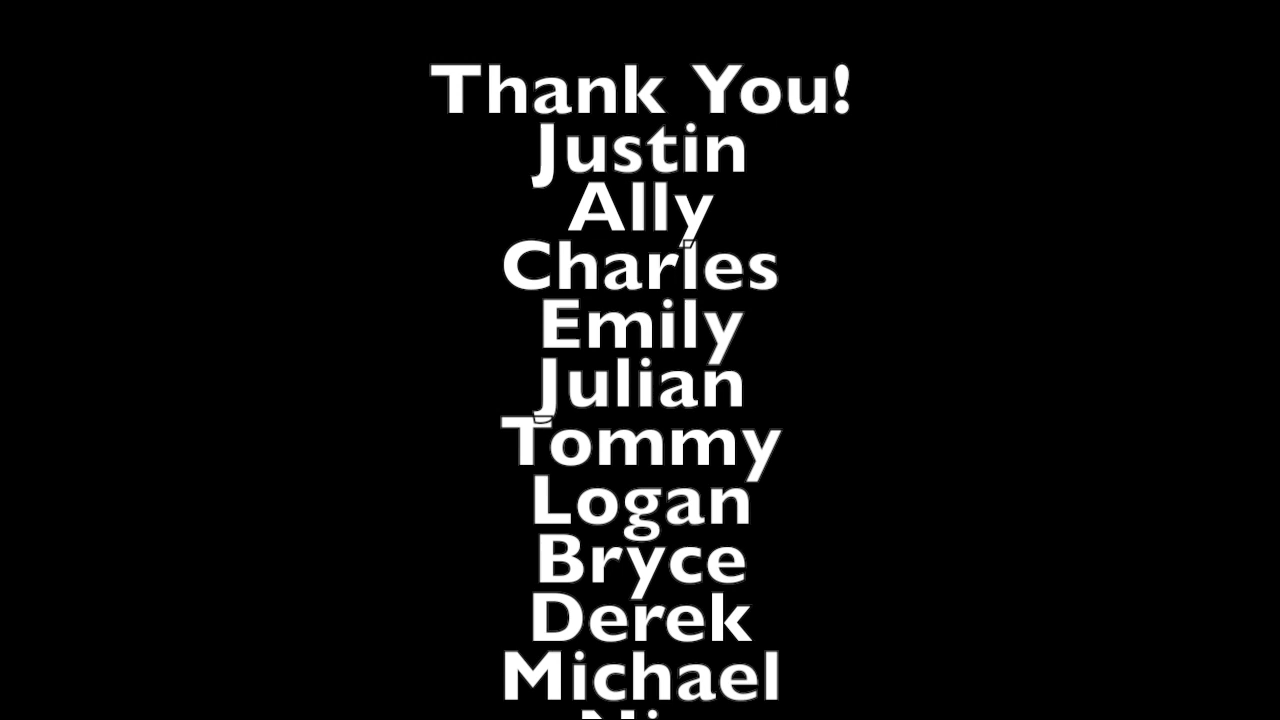 Thank You!
Justin
Ally
Charles
Emily
Julian
Tommy
Logan
Bryce
Derek
Michael